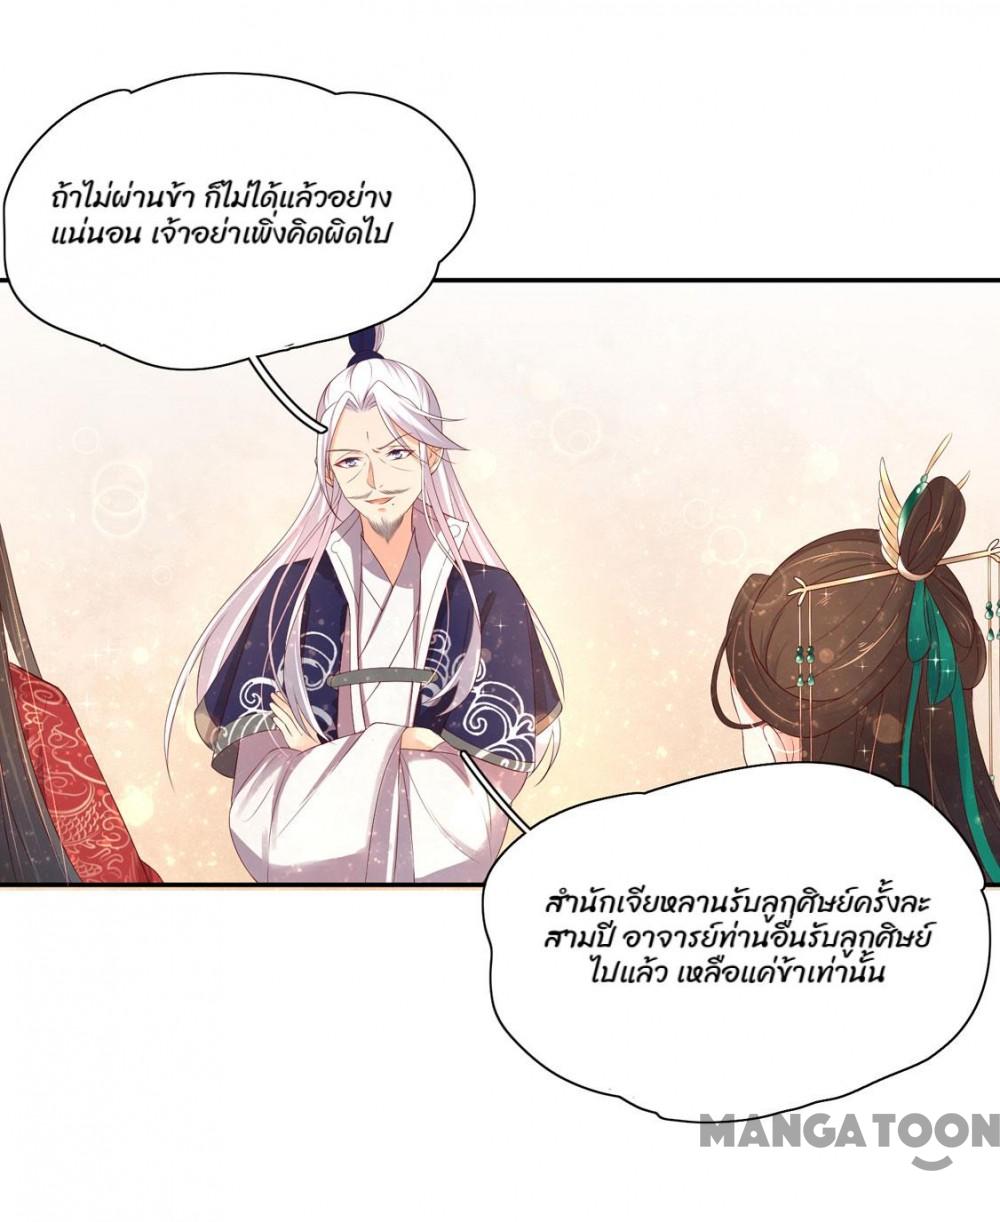 ถ้าไม่ผ่านข้า ก็ไม่ได้แล้วอย่าง
แน่นอน เจ้าอย่าเพิ่งคิดผิดไป
สำนักเจียหลานรับลูกศิษย์ครั้งละ
สามปี อาจารย์ท่านอื่นรับลูกศิษย์
ไปแล้ว เหลือแค่ข้าเท่านั้น
MANGATOON